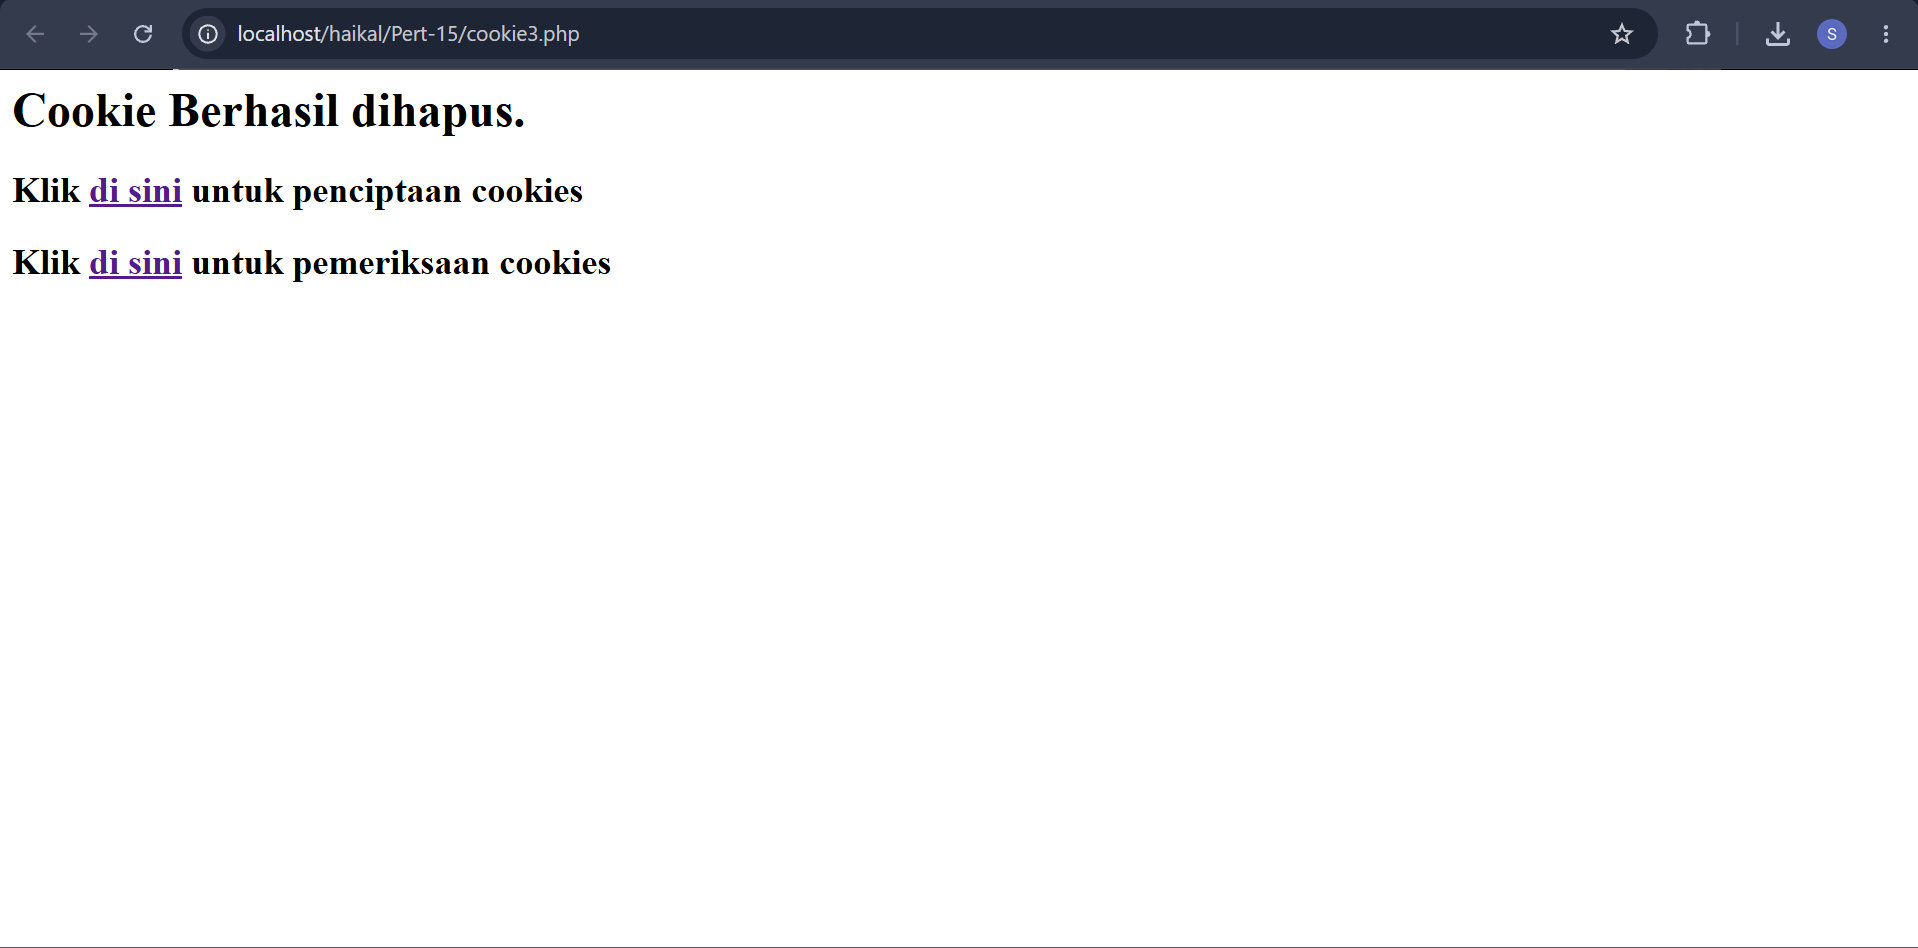 localhost/haikal/Pert-15/cookie3.php
S
Cookie Berhasil dihapus.
Klik di sini untuk penciptaan cookies
Klik di sini untuk pemeriksaan cookies